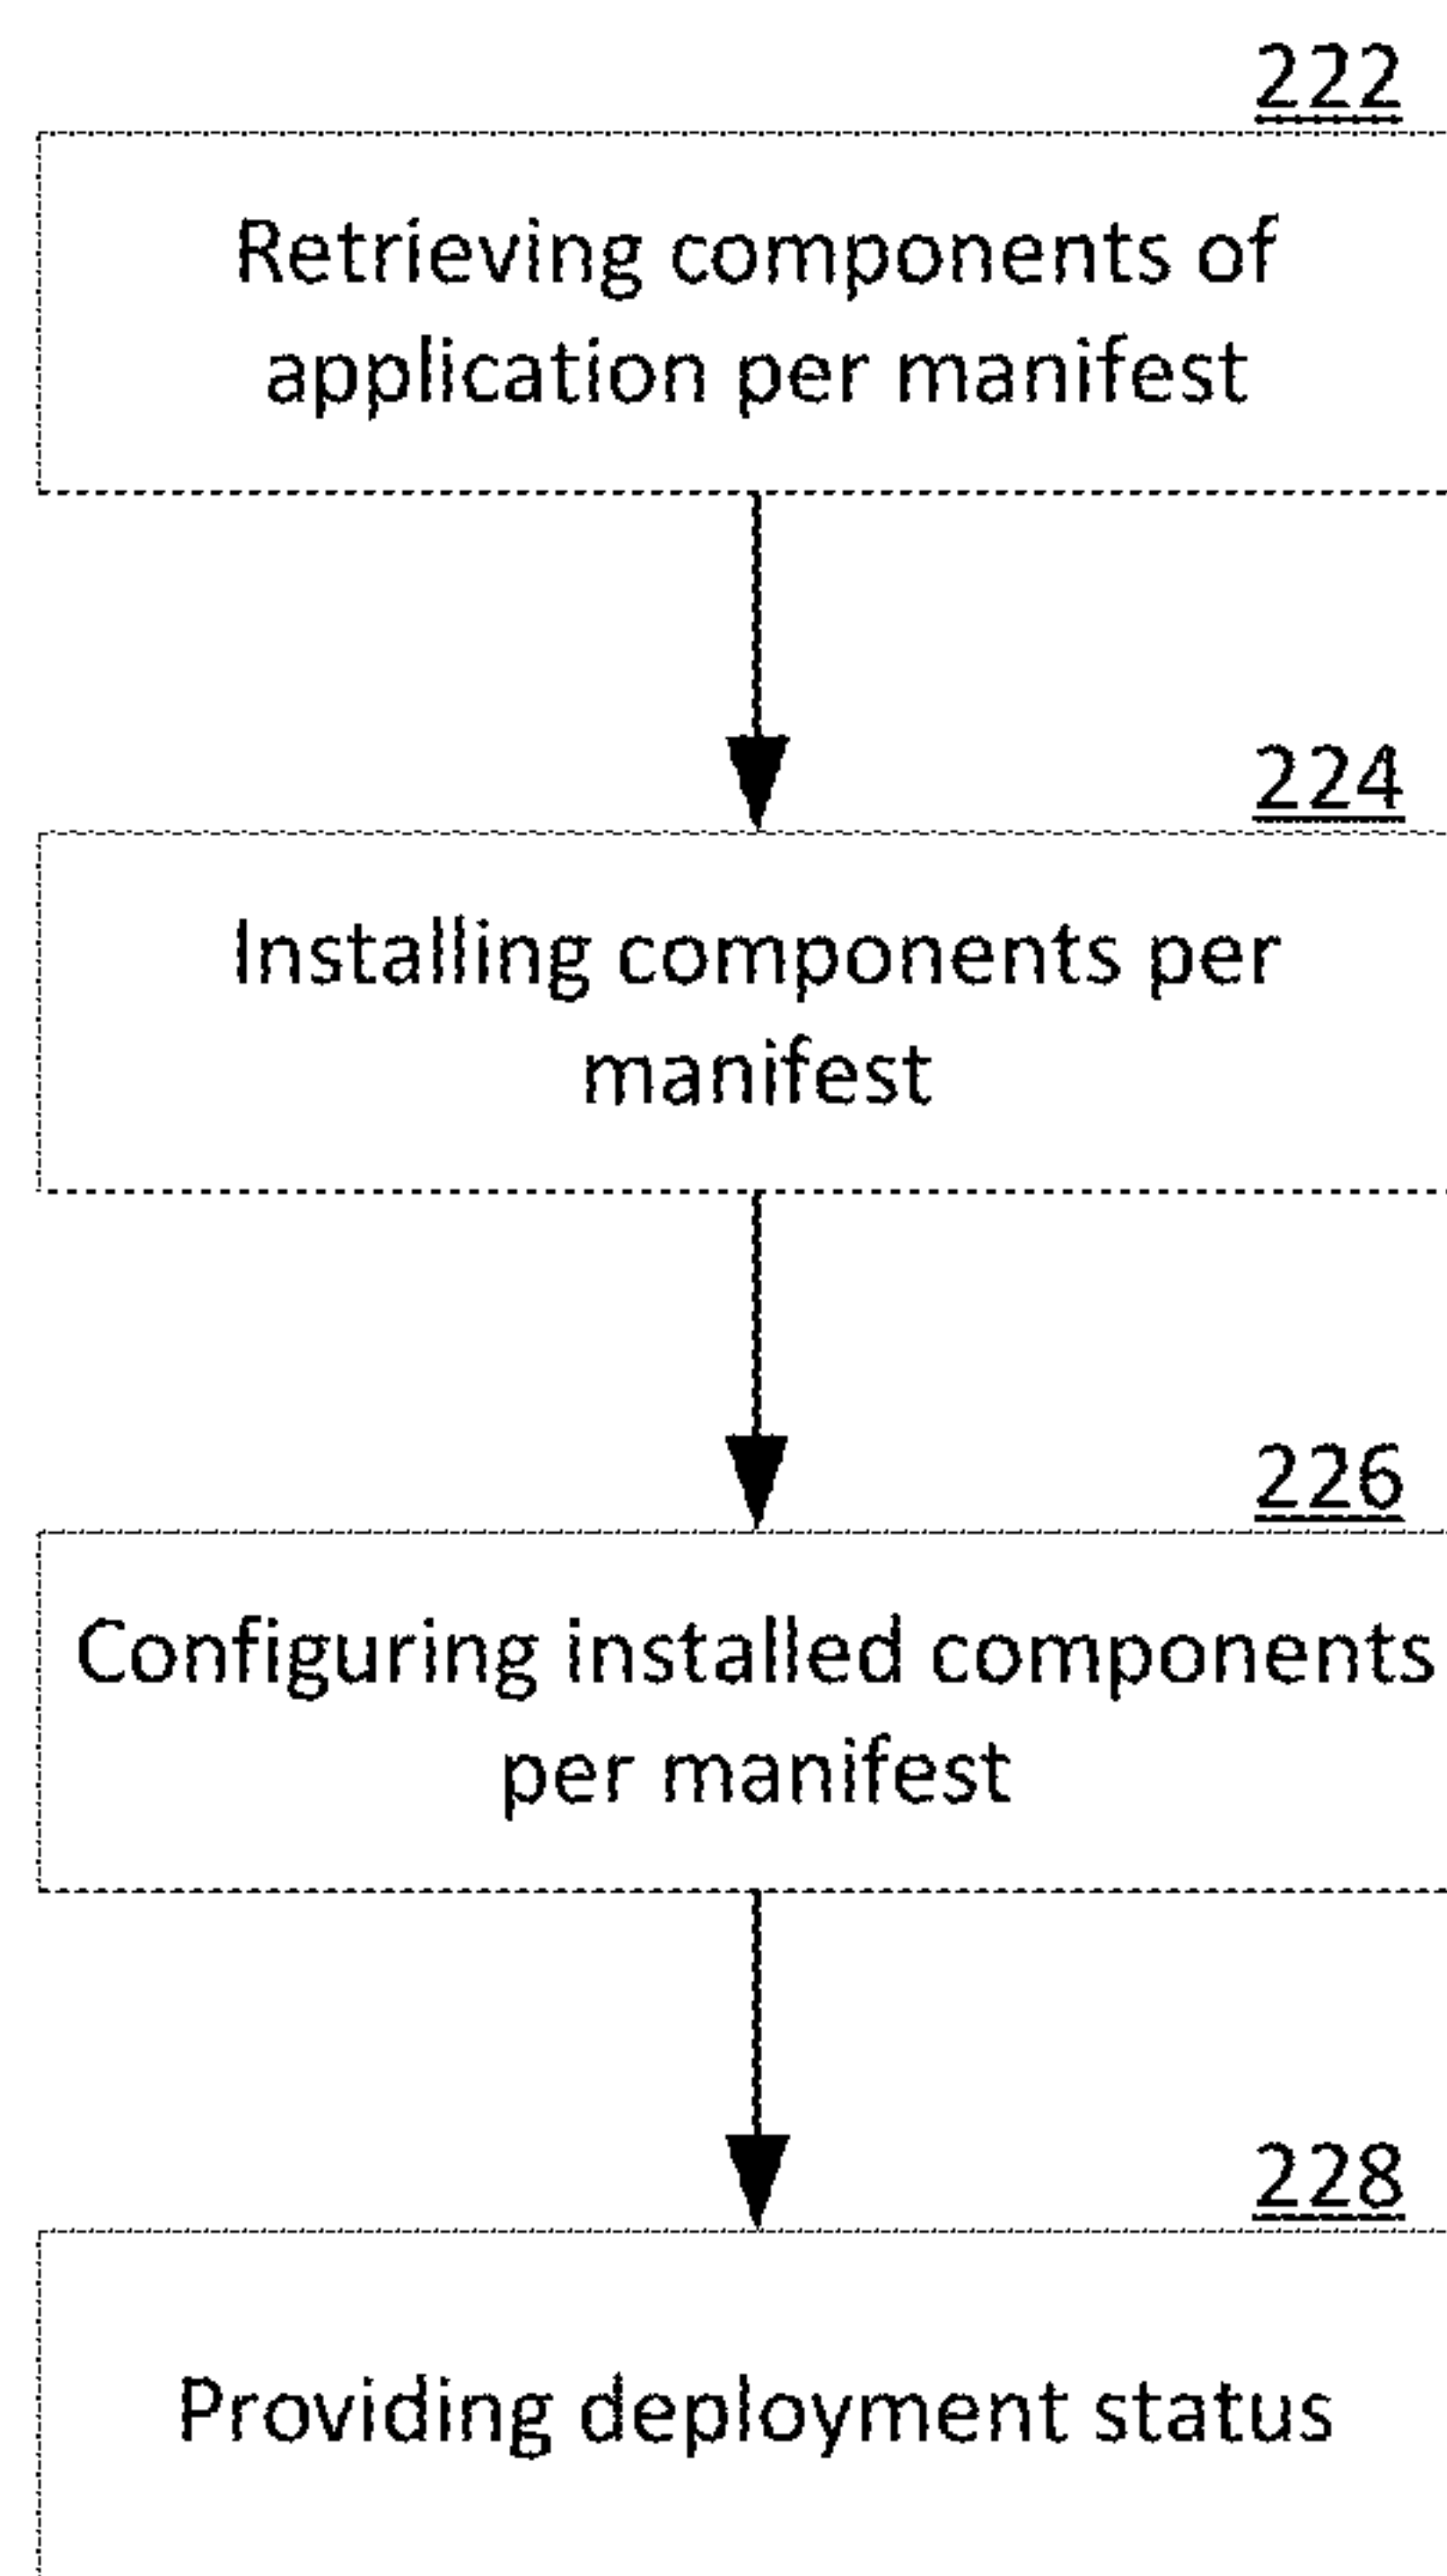 222
Retrieving components of
application per manifest
224
Installing components per
manifest
226
Configuring installed components
per manifest
228
Providing deployment status